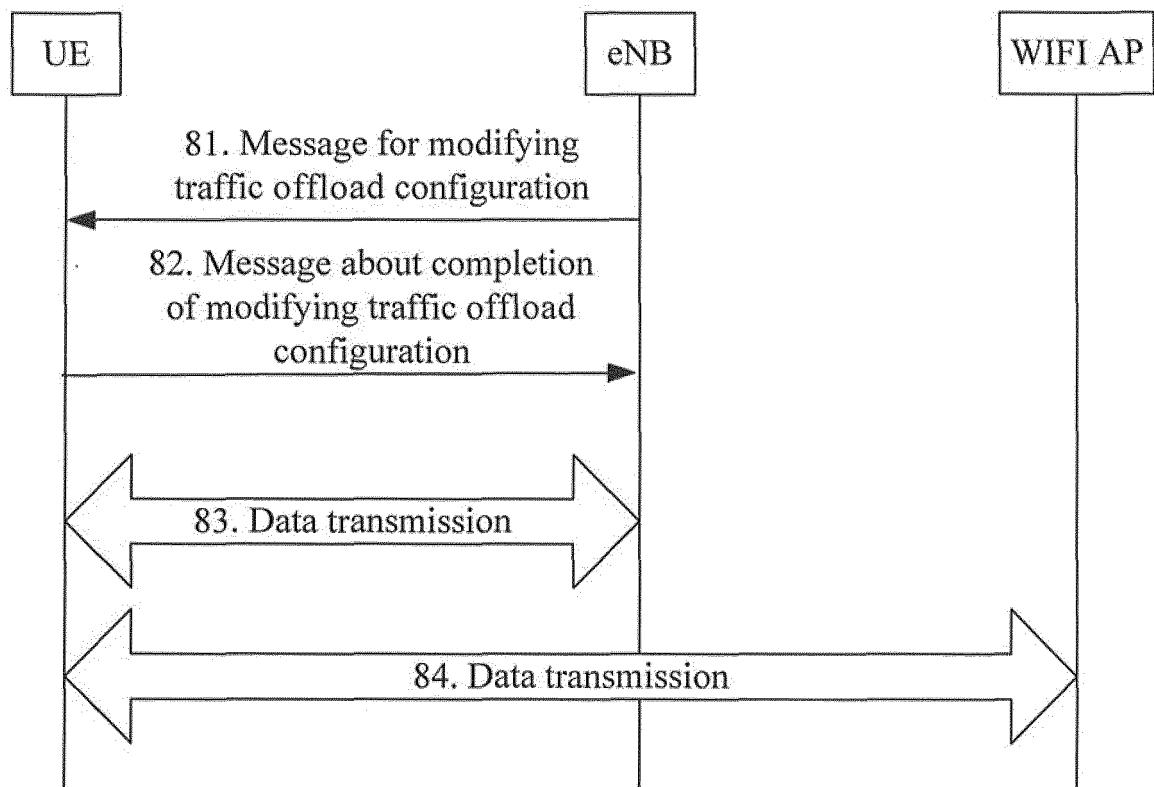 UE
eNB
WIFI AP
81. Message for modifying
traffic offload configuration
82. Message about completion
of modifying traffic offload
configuration
83. Data transmission
84. Data transmission